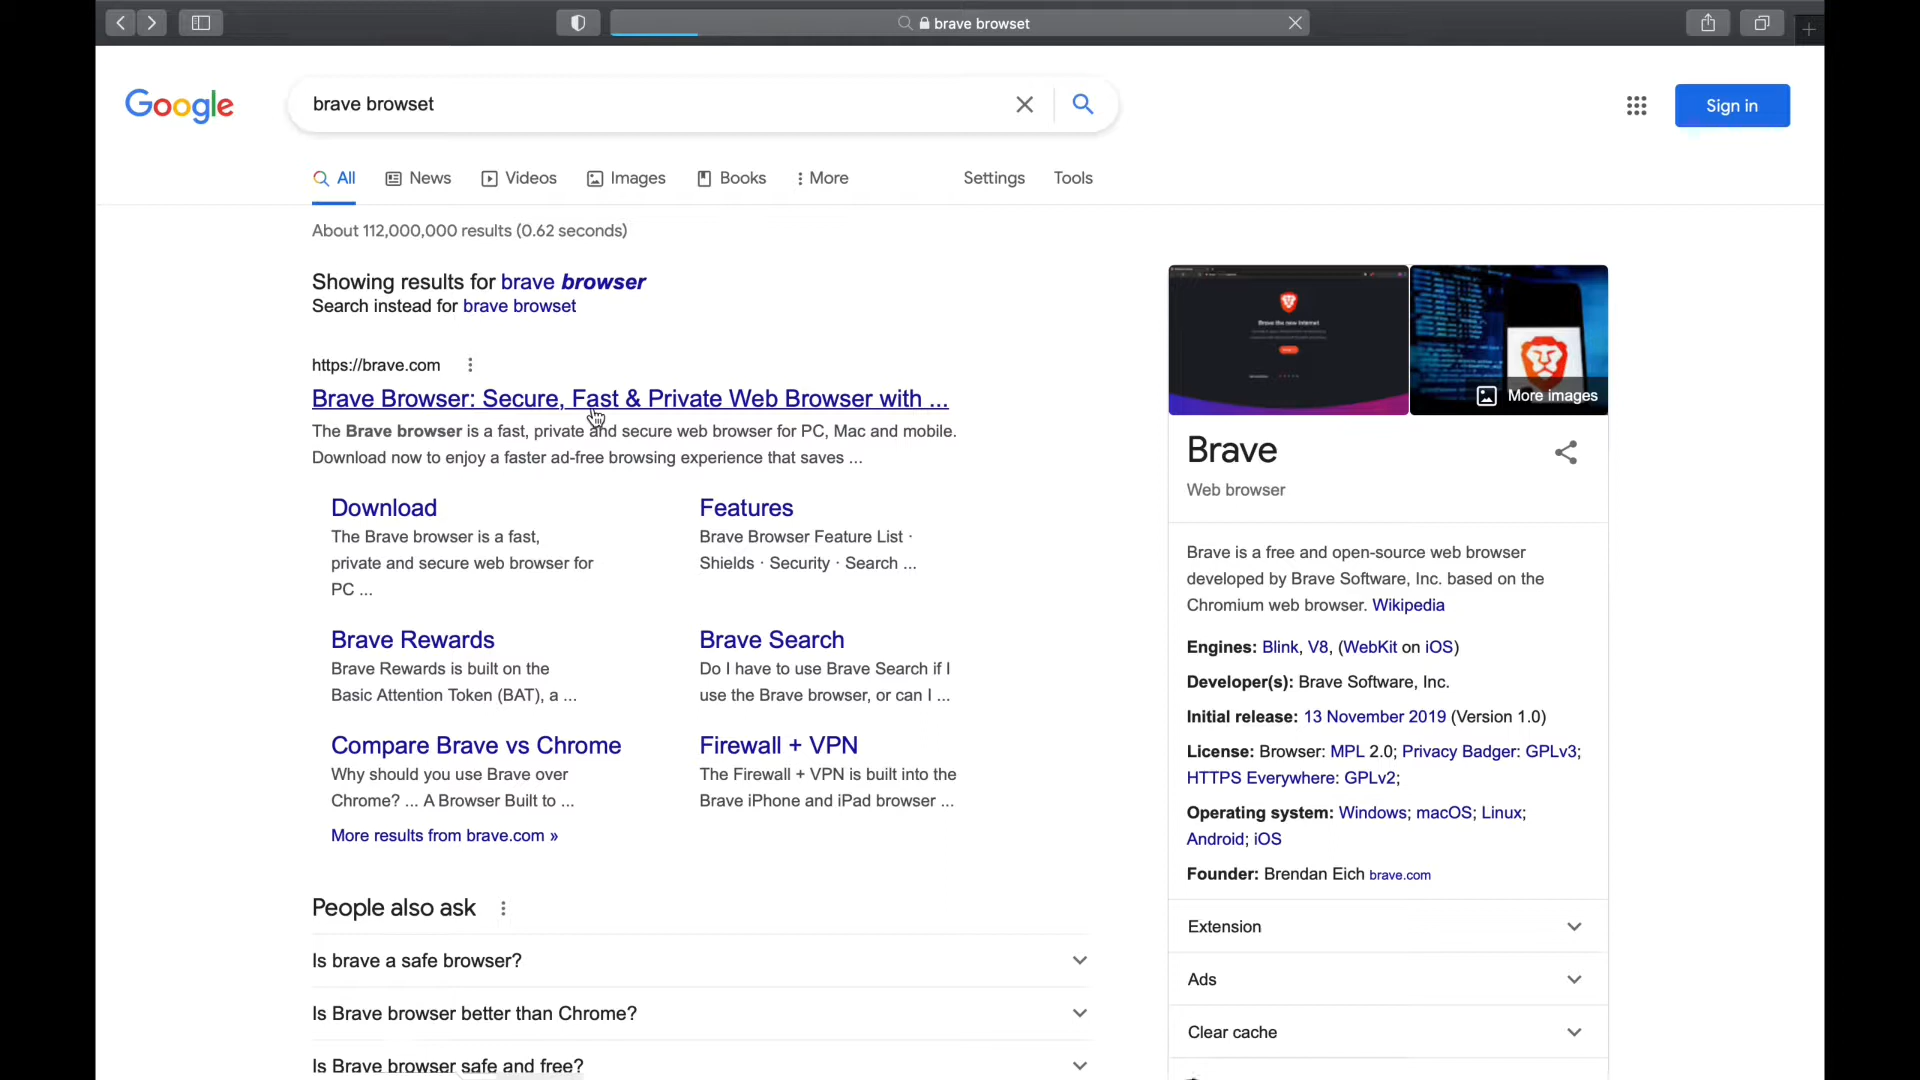 brave browset
Google
brave browset
Sign in
All
News
Videos
Images
Books
More
Settings
Tools
About 112,000,000 results (0.62 seconds)
Showing results for brave browser
Search instead for brave browset
https://brave.com
Brave Browser: Secure, Fast & Private Web Browser with ...
The Brave browser is a fast, private and secure web browser for PC, Mac and mobile.
Download now to enjoy a faster ad-free browsing experience that saves ...
Download
The Brave browser is a fast,
private and secure web browser for
PC ...
Features
Brave Browser Feature List ·
Shields · Security · Search ...
Brave Rewards
Brave Rewards is built on the
Basic Attention Token (BAT), a ...
Brave Search
Do I have to use Brave Search if I
use the Brave browser, or can I ...
Compare Brave vs Chrome
Why should you use Brave over
Chrome? ... A Browser Built to ...
Firewall + VPN
The Firewall + VPN is built into the
Brave iPhone and iPad browser ...
More results from brave.com »
People also ask
Is brave a safe browser?
Is Brave browser better than Chrome?
Is Brave browser safe and free?
Brave the new Internet
More images
Brave
Web browser
Brave is a free and open-source web browser
developed by Brave Software, Inc. based on the
Chromium web browser. Wikipedia
Engines: Blink, V8, (WebKit on iOS)
Developer(s): Brave Software, Inc.
Initial release: 13 November 2019 (Version 1.0)
License: Browser: MPL 2.0; Privacy Badger: GPLv3;
HTTPS Everywhere: GPLv2;
Operating system: Windows; macOS; Linux;
Android; iOS
Founder: Brendan Eich brave.com
Extension
Ads
Clear cache